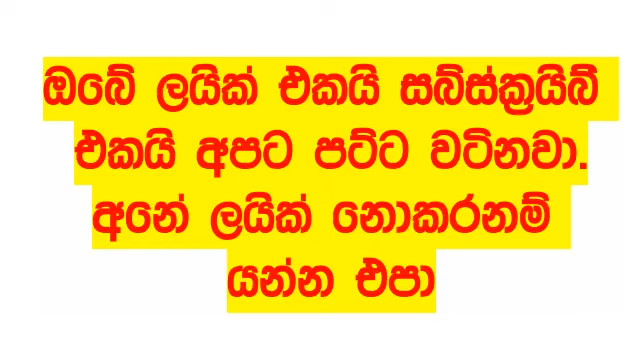 ඔබේ ලයික් එකයි සබ්ස්ක්‍රයිබ්
එකයි අපට පට්ට වටිනවා.
අනේ ලයික් නොකරනම්
යන්න එපා